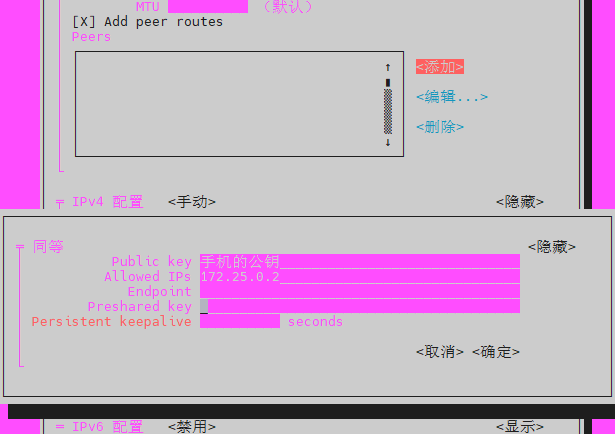 MTU (默认)
[X] Add peer routes
Peers
<添加>
<编辑...>
<删除>
IPv4 配置 <手动> <隐藏>
同等 <隐藏>
Public key 手机的公钥
Allowed IPs 172.25.0.2
Endpoint
Preshared key
Persistent keepalive seconds
<取消> <确定>
IPv6 配置 <禁用> <显示>